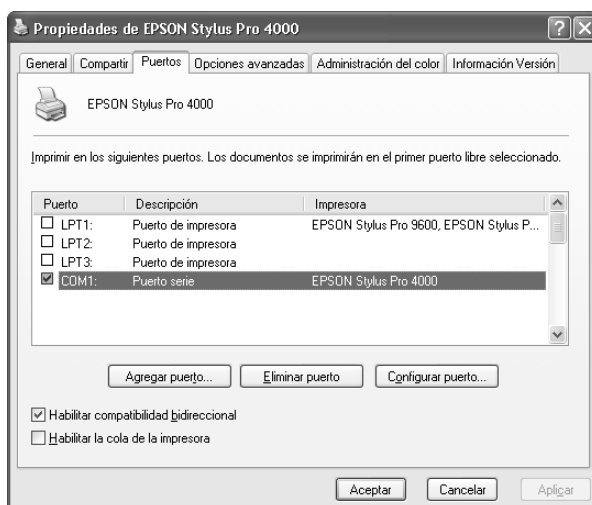 Propiedades de EPSON Stylus Pro 4000
General Compartir Puertos Opciones avanzadas Administración del color Información Versión
EPSON Stylus Pro 4000
Imprimir en los siguientes puertos. Los documentos se imprimirán en el primer puerto libre seleccionado.
Puerto Descripción Impresora
LPT1: Puerto de impresora EPSON Stylus Pro 9600, EPSON Stylus P...
LPT2: Puerto de impresora
LPT3: Puerto de impresora
COM1: Puerto serie EPSON Stylus Pro 4000
Agregar puerto... Eliminar puerto Configurar puerto...
Habilitar compatibilidad bidireccional
Habilitar la cola de la impresora
Aceptar Cancelar Aplicar